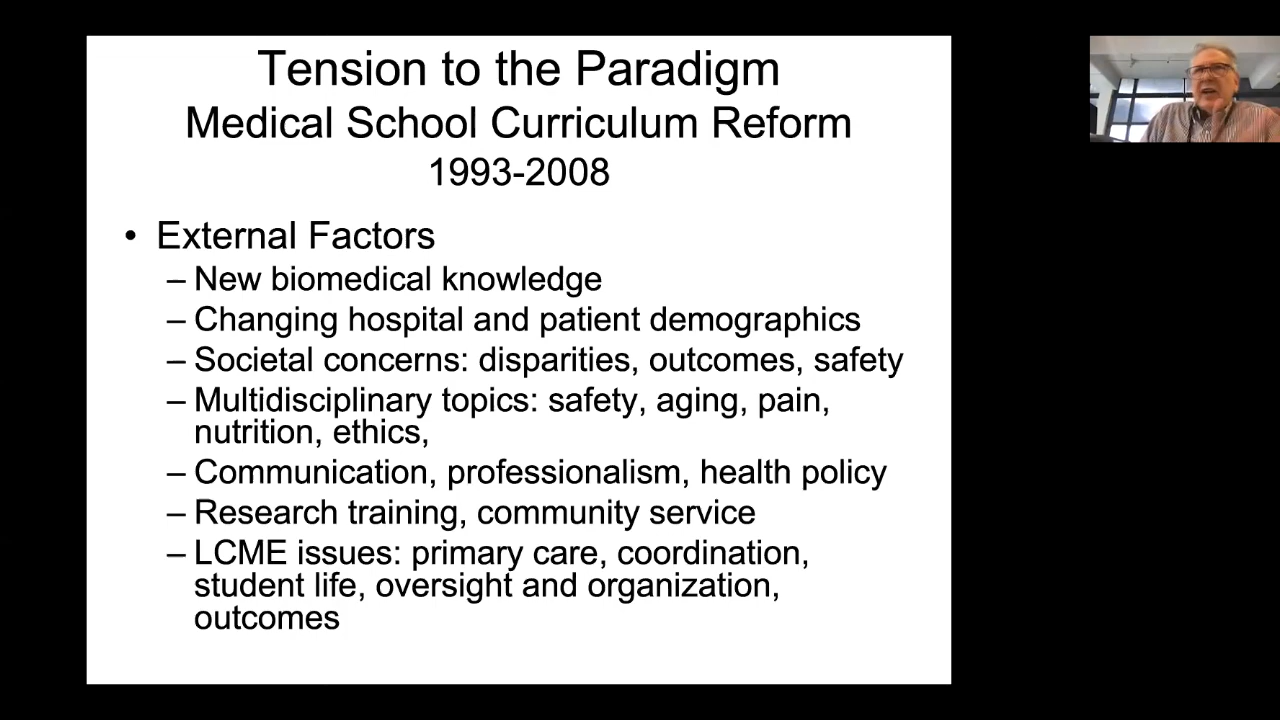 Tension to the Paradigm
Medical School Curriculum Reform
1993-2008
• External Factors
– New biomedical knowledge
– Changing hospital and patient demographics
– Societal concerns: disparities, outcomes, safety
– Multidisciplinary topics: safety, aging, pain,
nutrition, ethics,
– Communication, professionalism, health policy
– Research training, community service
– LCME issues: primary care, coordination,
student life, oversight and organization,
outcomes